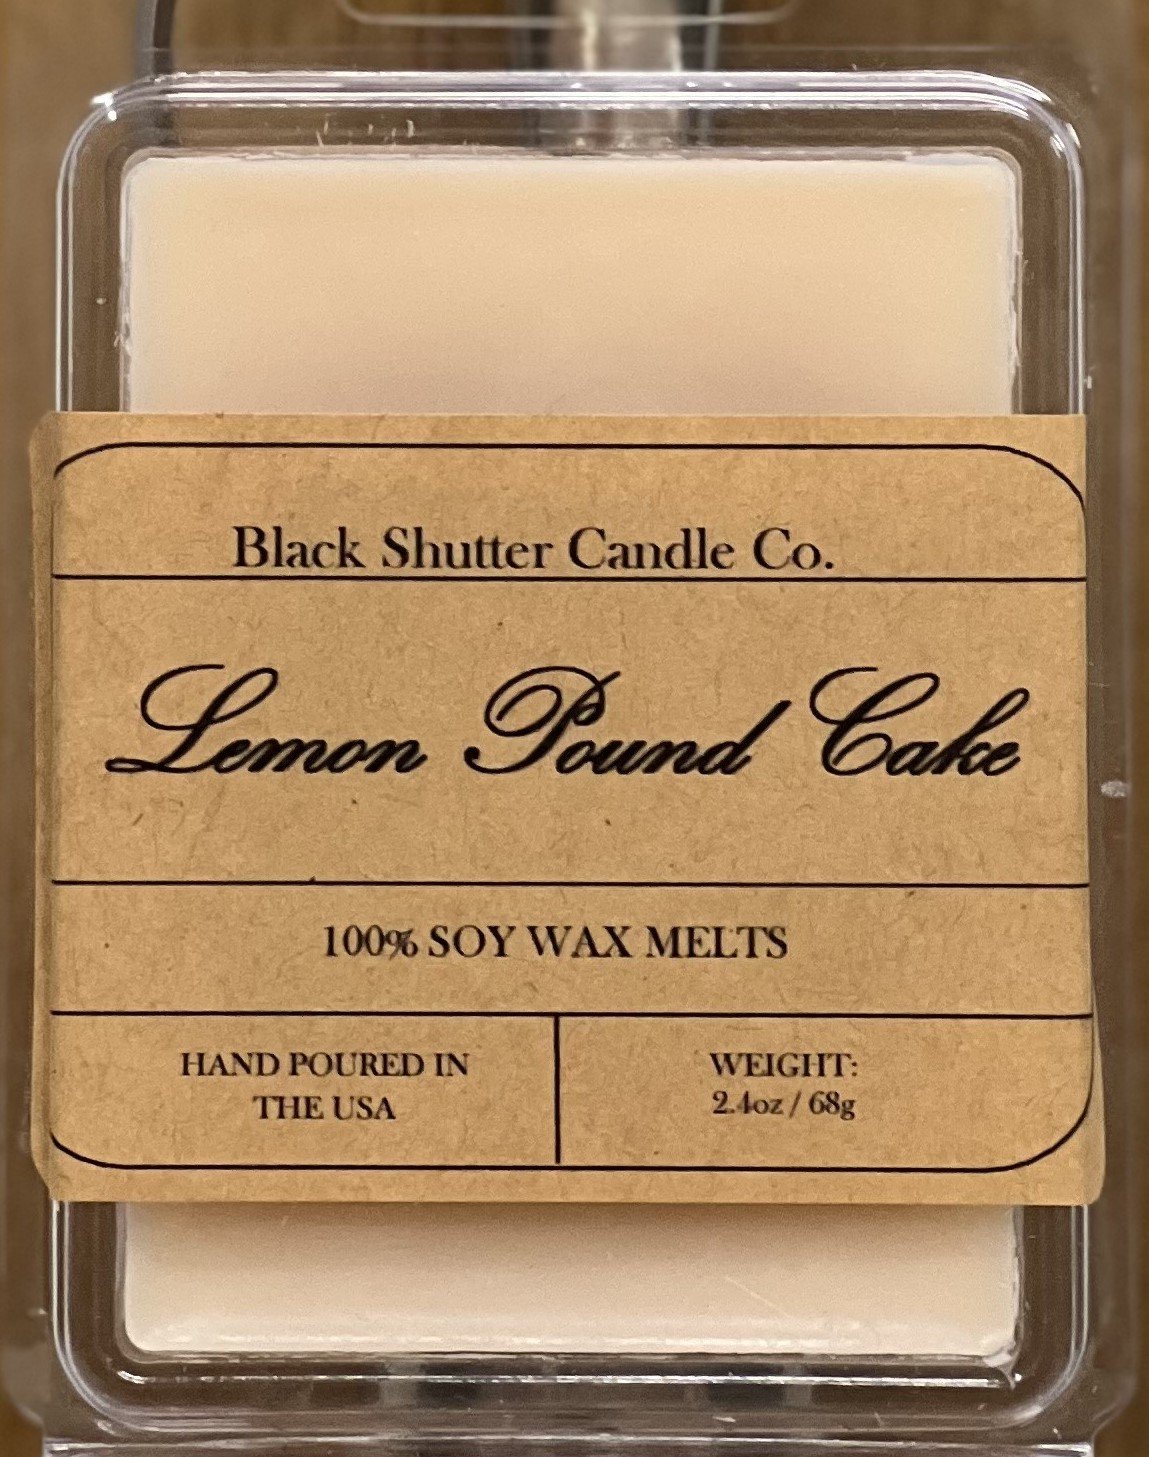 Black Shutter Candle Co.
Lemon Pound Cake
100% SOY WAX MELTS
HAND POURED IN
THE USA
WEIGHT:
2.4oz / 68g